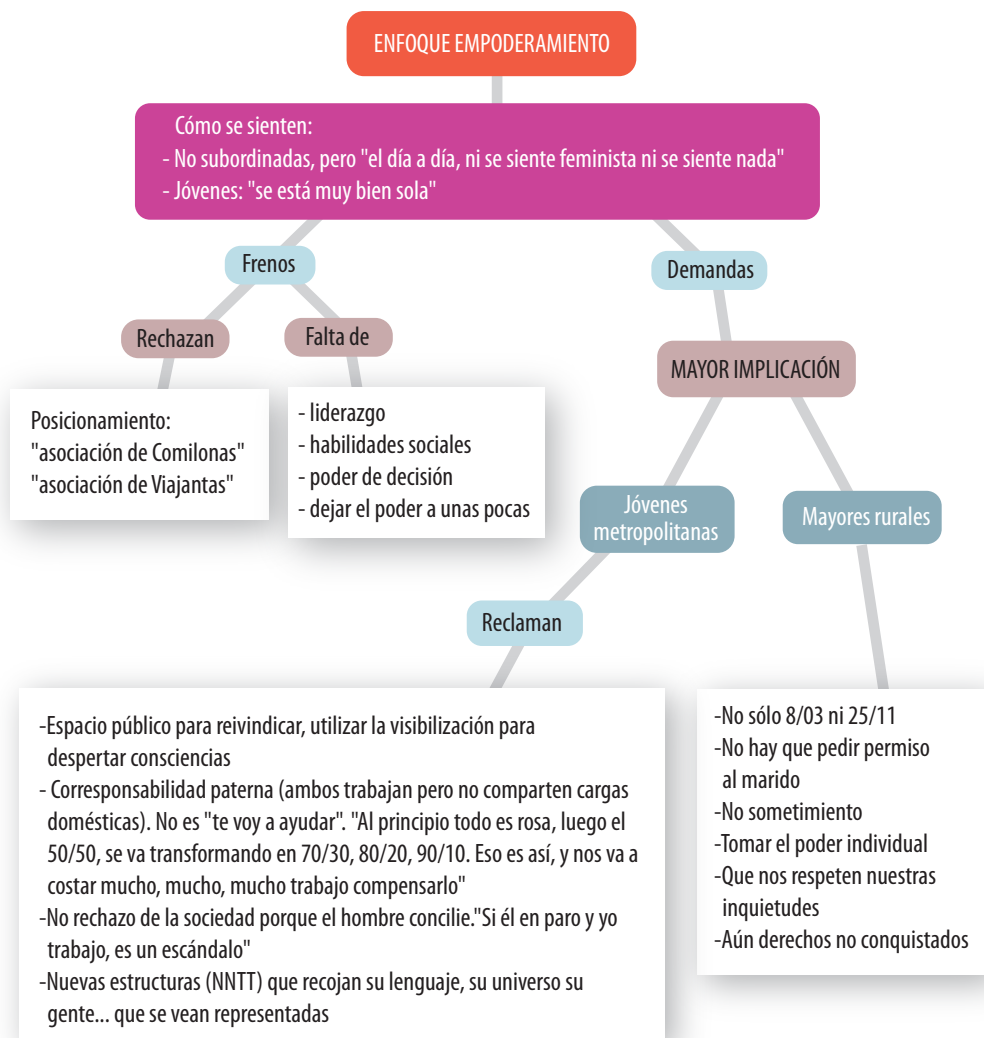 ENFOQUE EMPODERAMIENTO
Cómo se sienten:
- No subordinadas, pero "el día a día, ni se siente feminista ni se siente nada"
- Jóvenes: "se está muy bien sola"
Frenos
Demandas
Rechazan
Falta de
MAYOR IMPLICACIÓN
Posicionamiento:
"asociación de Comilonas"
"asociación de Viajantas"
- liderazgo
- habilidades sociales
- poder de decisión
- dejar el poder a unas pocas
Jóvenes
metropolitanas
Mayores rurales
Reclaman
-Espacio público para reivindicar, utilizar la visibilización para
despertar consciencias
- Corresponsabilidad paterna (ambos trabajan pero no comparten cargas
domésticas). No es "te voy a ayudar". "Al principio todo es rosa, luego el
50/50, se va transformando en 70/30, 80/20, 90/10. Eso es así, y nos va a
costar mucho, mucho, mucho trabajo compensarlo"
-No rechazo de la sociedad porque el hombre concilie."Si él en paro y yo
trabajo, es un escándalo"
-Nuevas estructuras (NNTT) que recojan su lenguaje, su universo su
gente... que se vean representadas
-No sólo 8/03 ni 25/11
-No hay que pedir permiso
al marido
-No sometimiento
-Tomar el poder individual
-Que nos respeten nuestras
inquietudes
-Aún derechos no conquistados